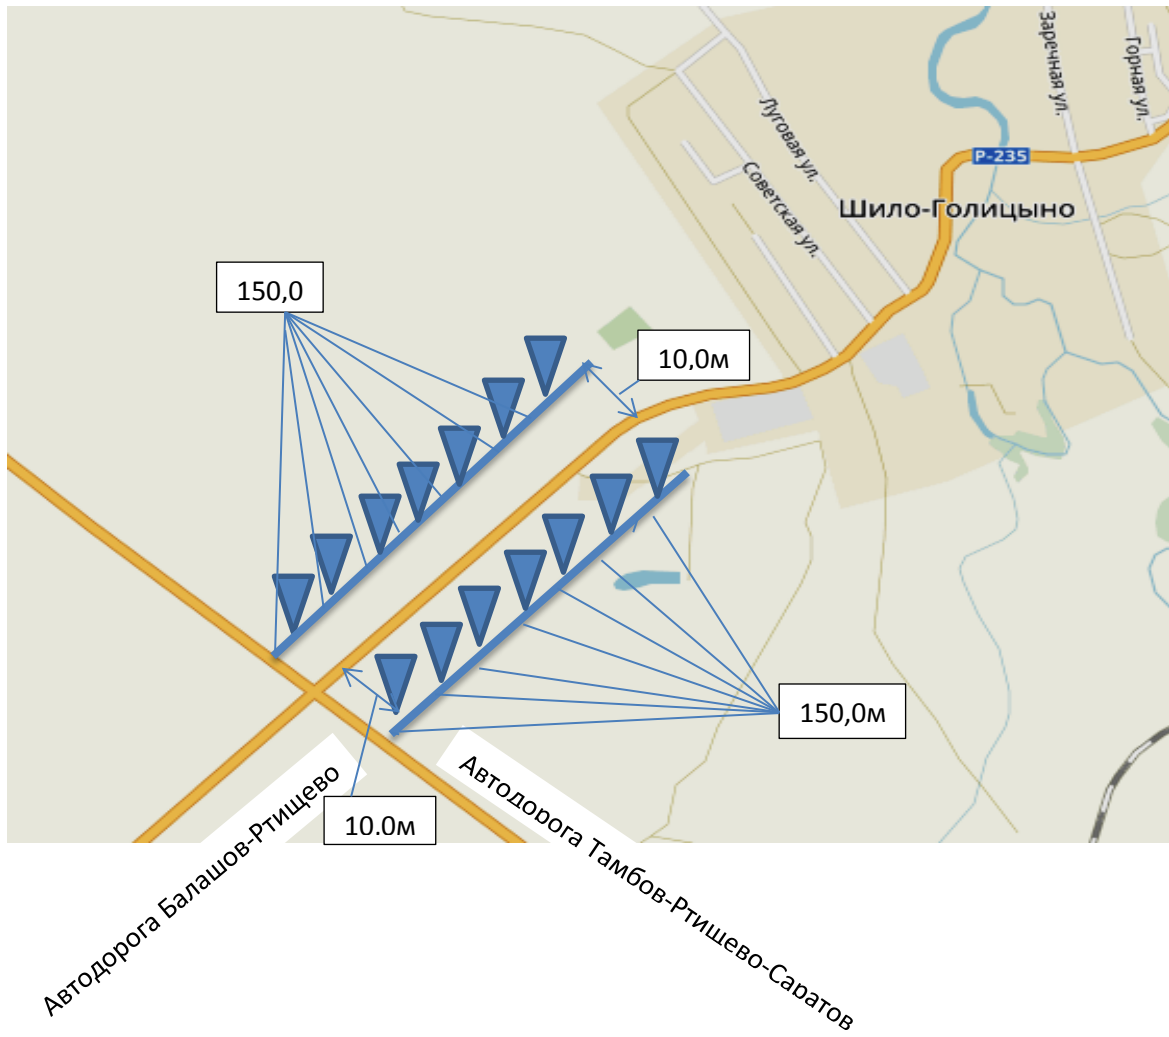 Заречная ул.
Горная ул.
Луговая ул.
Р-235
Советская ул.
Шило-Голицыно
150,0
10,0м
150,0м
10.0м
Автодорога Балашов-Ртищево
Автодорога Тамбов-Ртищево-Саратов